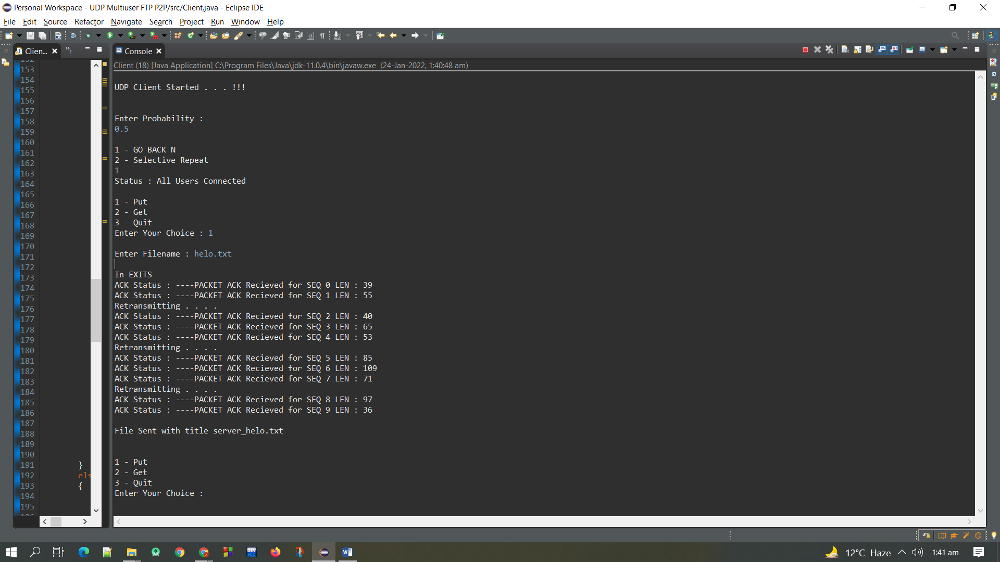 Personal Workspace - UDP Multiuser FTP P2P/src/Client.java - Eclipse IDE
File Edit Source Refactor Navigate Search Project Run Window Help
Clien... »1 Console
Client (18) [Java Application] C:\Program Files\Java\jdk-11.0.4\bin\javaw.exe (24-Jan-2022, 1:40:48 am)
152
153
154
155
156
157
158
159
160
161
162
163
164
165
166
167
168
169
170
171
172
173
174
175
176
177
178
179
180
181
182
183
184
185
186
187
188
189
190
191 }
192 els
193 {
194
195
196
UDP Client Started . . . !!!
Enter Probability :
0.5
1 - GO BACK N
2 - Selective Repeat
1
Status : All Users Connected
1 - Put
2 - Get
3 - Quit
Enter Your Choice : 1
Enter Filename : helo.txt
In EXITS
ACK Status : ----PACKET ACK Recieved for SEQ 0 LEN : 39
ACK Status : ----PACKET ACK Recieved for SEQ 1 LEN : 55
Retransmitting . . . .
ACK Status : ----PACKET ACK Recieved for SEQ 2 LEN : 40
ACK Status : ----PACKET ACK Recieved for SEQ 3 LEN : 65
ACK Status : ----PACKET ACK Recieved for SEQ 4 LEN : 53
Retransmitting . . . .
ACK Status : ----PACKET ACK Recieved for SEQ 5 LEN : 85
ACK Status : ----PACKET ACK Recieved for SEQ 6 LEN : 109
ACK Status : ----PACKET ACK Recieved for SEQ 7 LEN : 71
Retransmitting . . . .
ACK Status : ----PACKET ACK Recieved for SEQ 8 LEN : 97
ACK Status : ----PACKET ACK Recieved for SEQ 9 LEN : 36
File Sent with title server_helo.txt
1 - Put
2 - Get
3 - Quit
Enter Your Choice :
DEV
12°C Haze 1:41 am